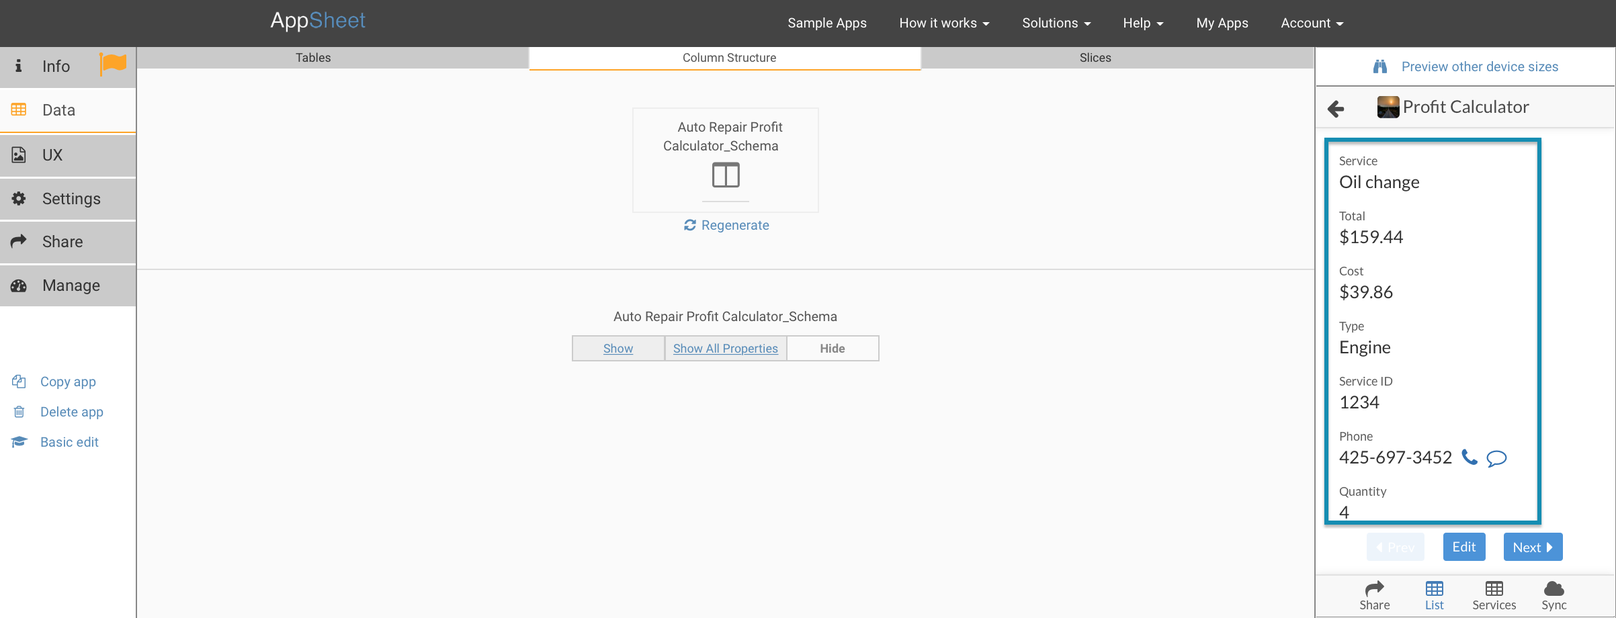 AppSheet
Sample Apps
How it works
Solutions
Help
My Apps
Account
Info
Data
UX
Settings
Share
Manage
Copy app
Delete app
Basic edit
Tables
Column Structure
Slices
Auto Repair Profit
Calculator_Schema
Regenerate
Auto Repair Profit Calculator_Schema
Show
Show All Properties
Hide
Preview other device sizes
Profit Calculator
Service
Oil change
Total
$159.44
Cost
$39.86
Type
Engine
Service ID
1234
Phone
425-697-3452
Quantity
4
Prev
Edit
Next
Share
List
Services
Sync